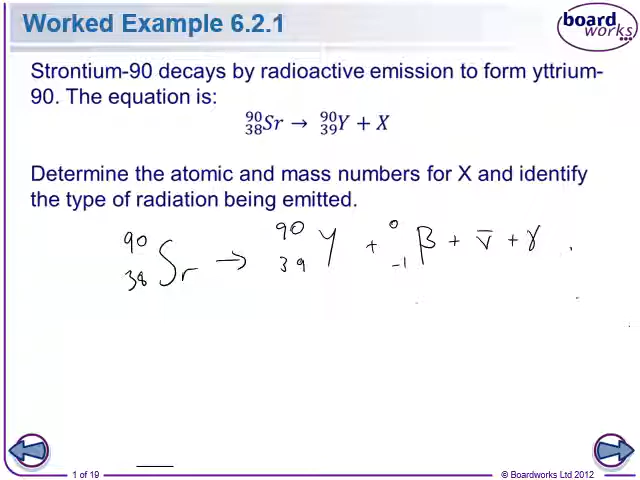 Worked Example 6.2.1
board
works
Strontium-90 decays by radioactive emission to form yttrium-
90. The equation is:
⁹⁰₃₈Sr → ⁹⁰₃₉Y + X
Determine the atomic and mass numbers for X and identify
the type of radiation being emitted.
⁹⁰₃₈Sr → ⁹⁰₃₉Y + ⁰₋₁β + ν̅ + γ
1 of 19
© Boardworks Ltd 2012